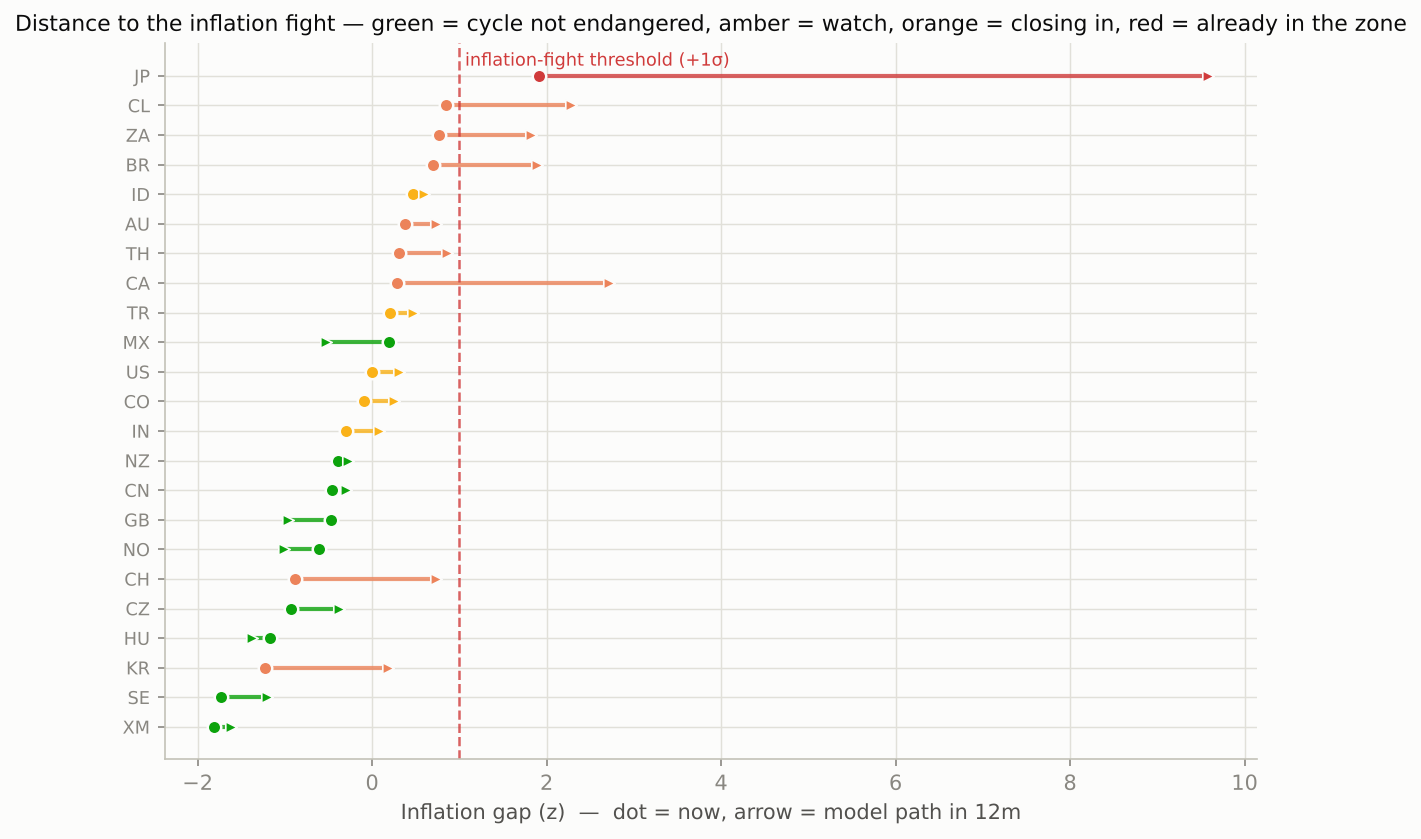 Distance to the inflation fight — green = cycle not endangered, amber = watch, orange = closing in, red = already in the zone
inflation-fight threshold (+1σ)
JP
CL
ZA
BR
ID
AU
TH
CA
TR
MX
US
CO
IN
NZ
CN
GB
NO
CH
CZ
HU
KR
SE
XM
−2 0 2 4 6 8 10
Inflation gap (z) — dot = now, arrow = model path in 12m